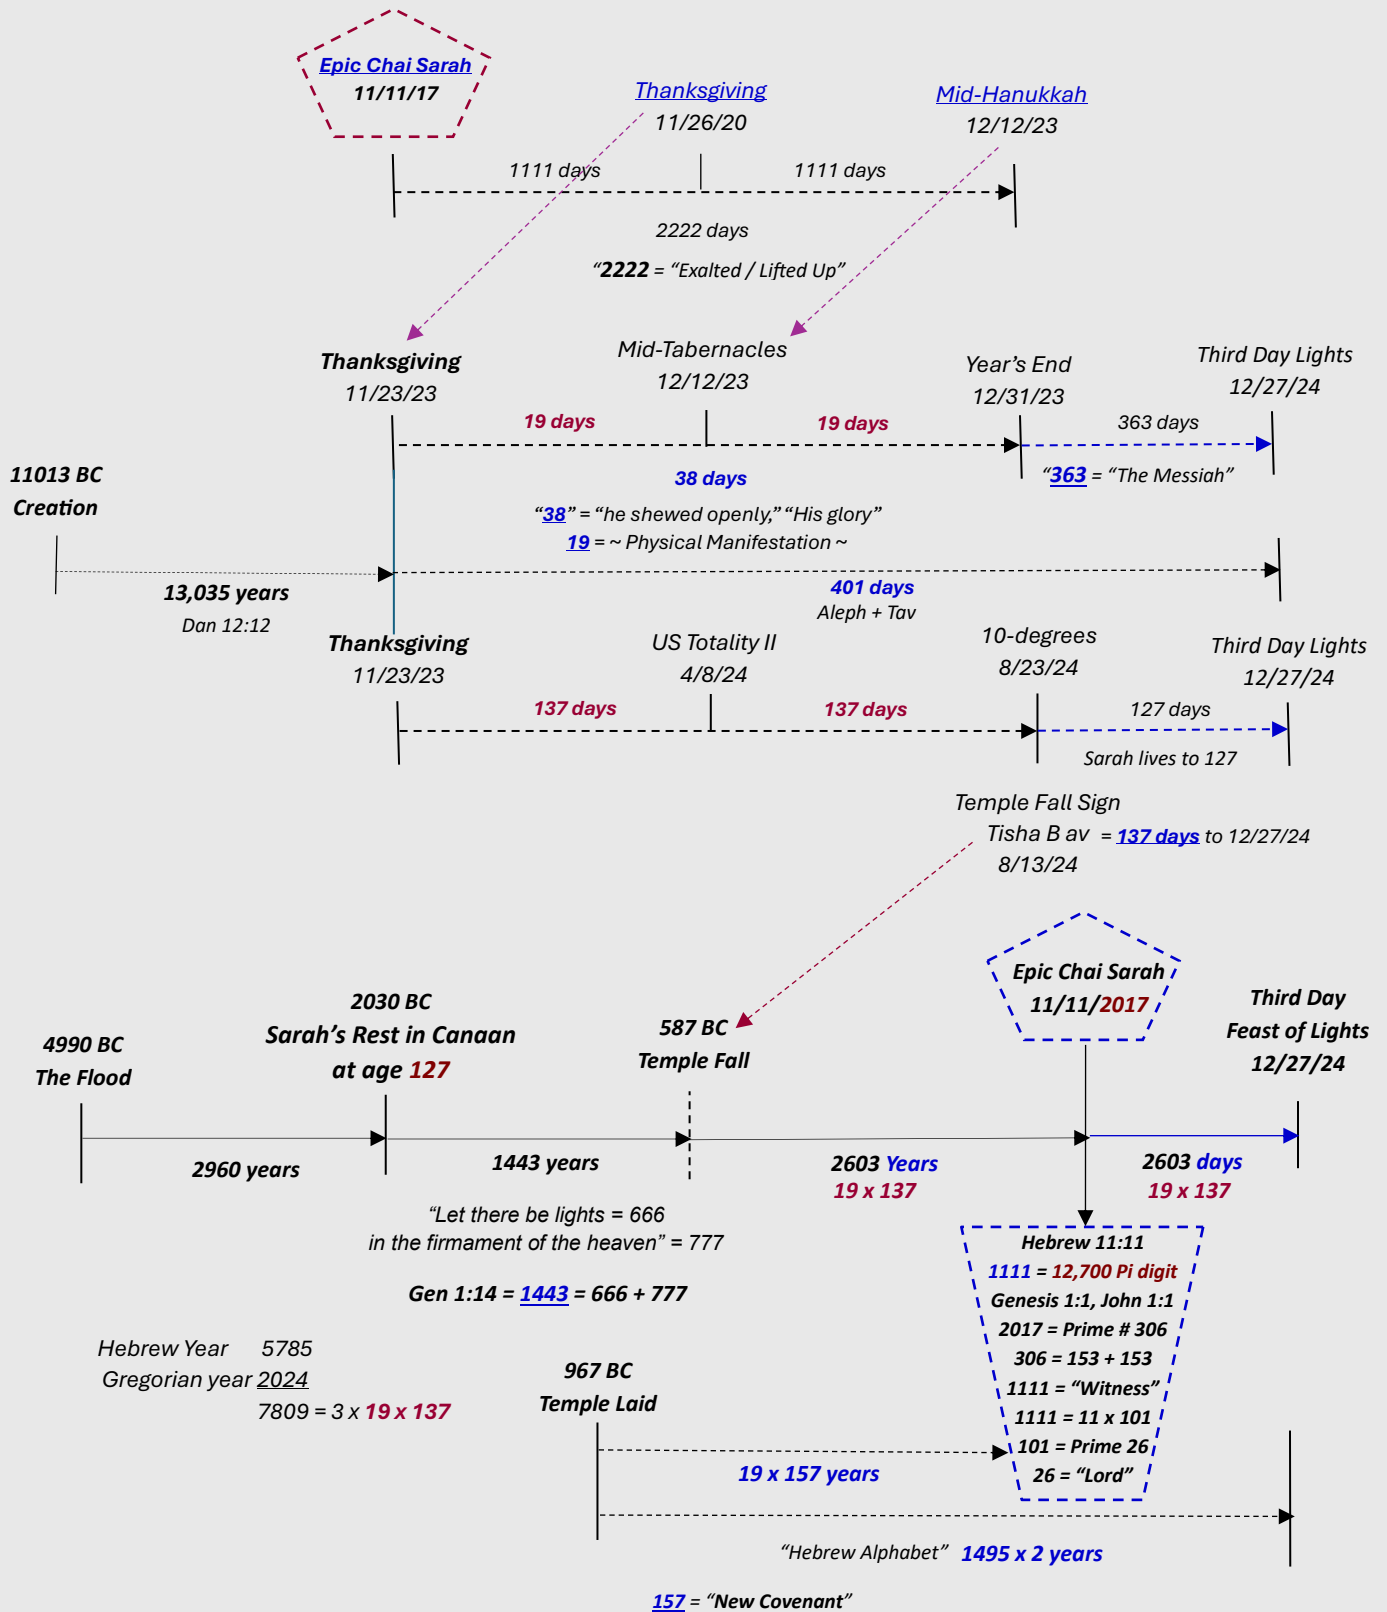 Epic Chai Sarah
11/11/17
Thanksgiving
11/26/20
Mid-Hanukkah
12/12/23
1111 days
1111 days
2222 days
“2222 = “Exalted / Lifted Up”
Thanksgiving
11/23/23
Mid-Tabernacles
12/12/23
Year’s End
12/31/23
Third Day Lights
12/27/24
19 days
19 days
363 days
38 days
“363 = “The Messiah”
“38” = “he shewed openly,” “His glory”
19 = ~ Physical Manifestation ~
11013 BC
Creation
13,035 years
Dan 12:12
401 days
Aleph + Tav
Thanksgiving
11/23/23
US Totality II
4/8/24
10-degrees
8/23/24
Third Day Lights
12/27/24
137 days
137 days
127 days
Sarah lives to 127
Temple Fall Sign
Tisha B av = 137 days to 12/27/24
8/13/24
Epic Chai Sarah
11/11/2017
Third Day
Feast of Lights
12/27/24
4990 BC
The Flood
2030 BC
Sarah’s Rest in Canaan
at age 127
587 BC
Temple Fall
2960 years
1443 years
2603 Years
19 x 137
2603 days
19 x 137
“Let there be lights = 666
in the firmament of the heaven” = 777
Gen 1:14 = 1443 = 666 + 777
Hebrew 11:11
1111 = 12,700 Pi digit
Genesis 1:1, John 1:1
2017 = Prime # 306
306 = 153 + 153
1111 = “Witness”
1111 = 11 x 101
101 = Prime 26
26 = “Lord”
Hebrew Year 5785
Gregorian year 2024
7809 = 3 x 19 x 137
967 BC
Temple Laid
19 x 157 years
“Hebrew Alphabet” 1495 x 2 years
157 = “New Covenant”